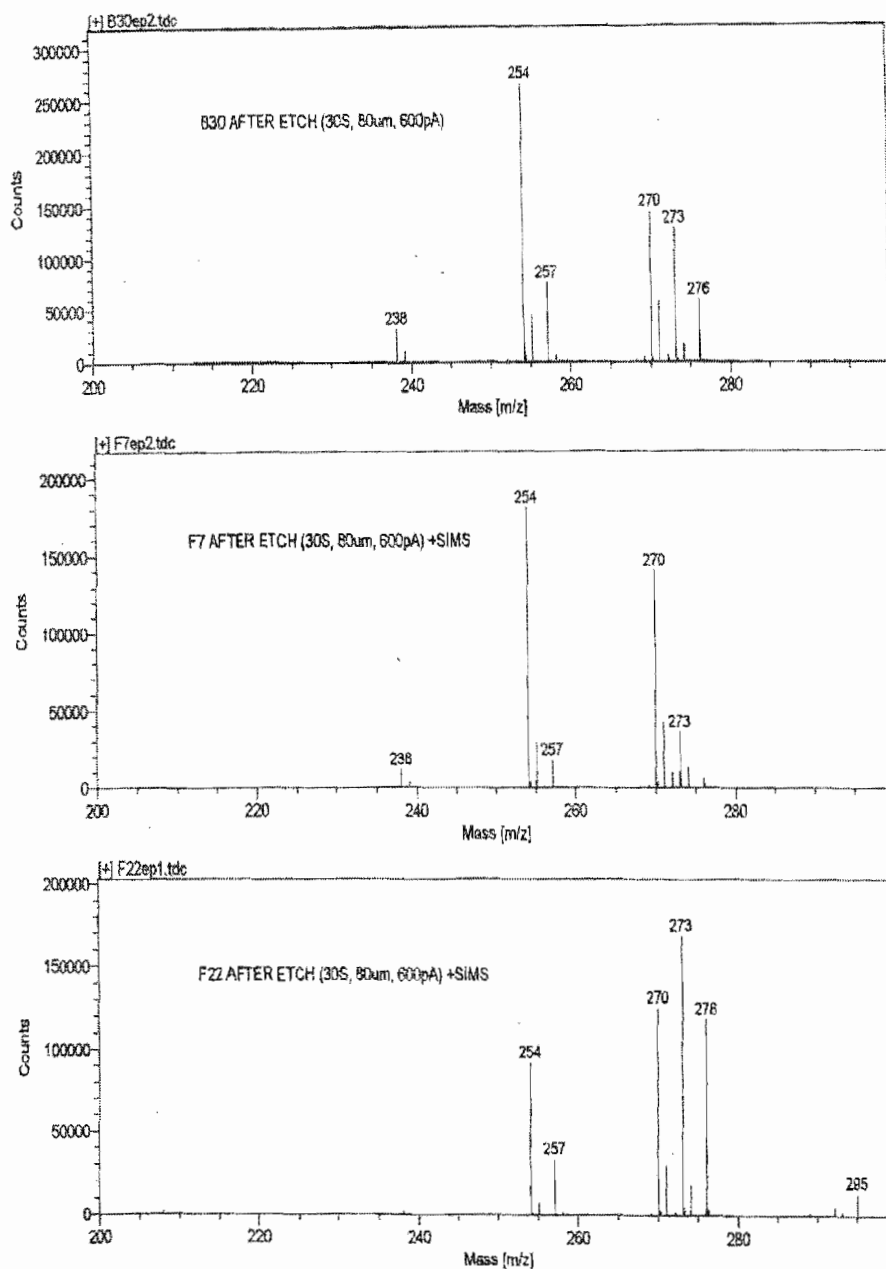 [+] B30ep2.tdc
300000
254
B30 AFTER ETCH (30S, 80um, 600pA)
250000
200000
Counts
150000
270
273
100000
257
276
50000
238
0
200 220 240 260 280
Mass [m/z]
[+] F7ep2.tdc
200000
254
F7 AFTER ETCH (30S, 80um, 600pA) +SIMS
150000
270
Counts
100000
50000
273
257
238
0
200 220 240 260 280
Mass [m/z]
[+] F22ep1.tdc
200000
273
F22 AFTER ETCH (30S, 80um, 600pA) +SIMS
150000
270
276
Counts
100000
254
50000
257
295
0
200 220 240 260 280
Mass [m/z]